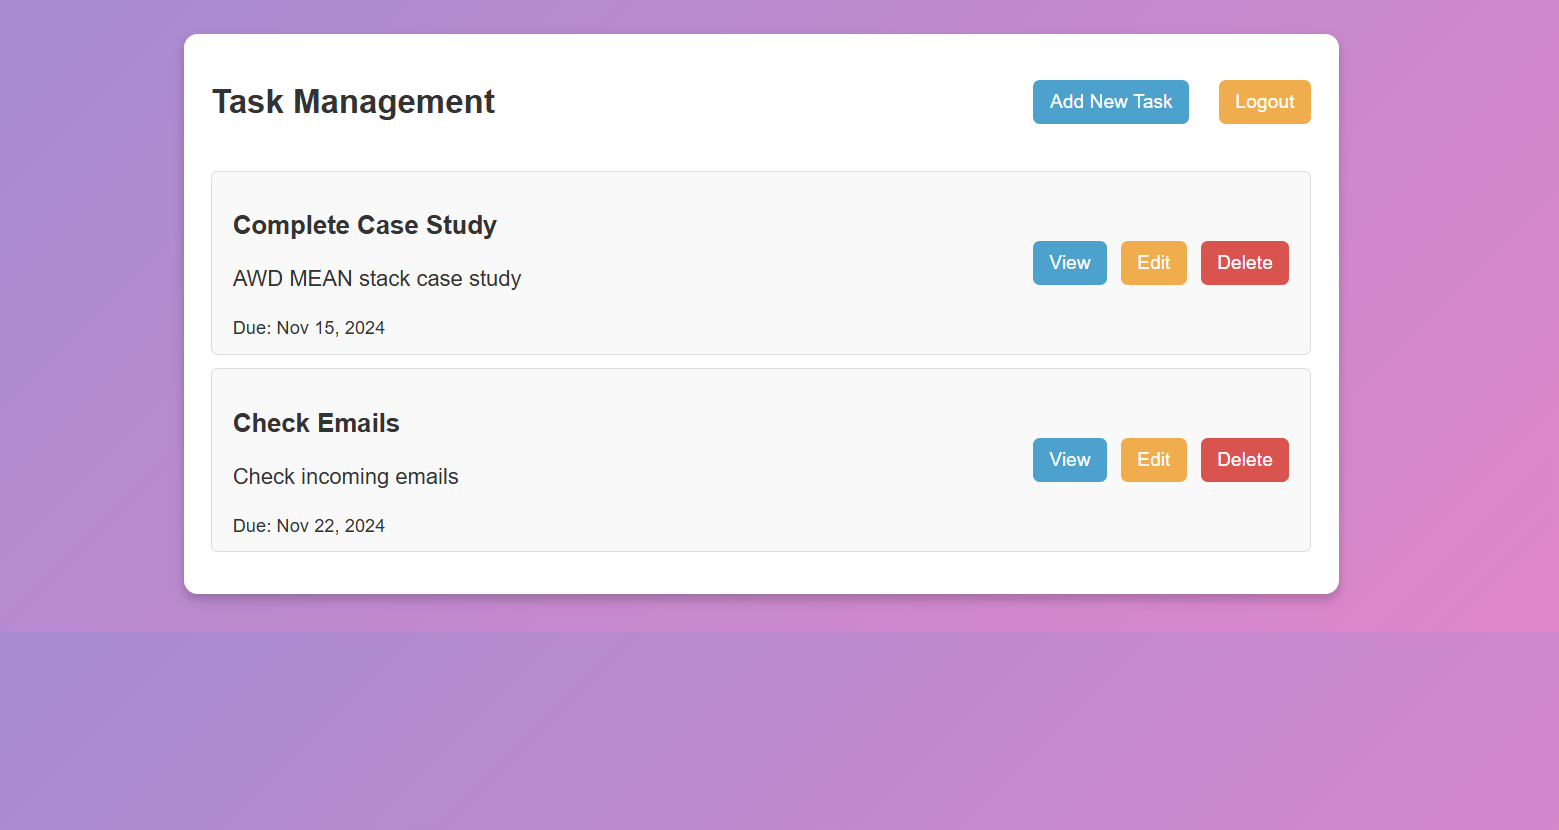 Task Management
Add New Task
Logout
Complete Case Study
AWD MEAN stack case study
Due: Nov 15, 2024
View
Edit
Delete
Check Emails
Check incoming emails
Due: Nov 22, 2024
View
Edit
Delete